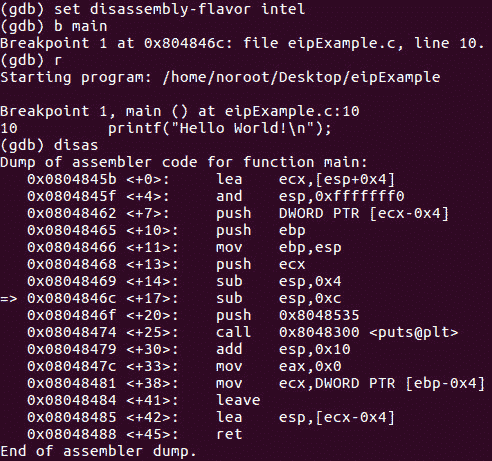 (gdb) set disassembly-flavor intel
(gdb) b main
Breakpoint 1 at 0x804846c: file eipExample.c, line 10.
(gdb) r
Starting program: /home/noroot/Desktop/eipExample

Breakpoint 1, main () at eipExample.c:10
10          printf("Hello World!\n");
(gdb) disas
Dump of assembler code for function main:
   0x0804845b <+0>:     lea    ecx,[esp+0x4]
   0x0804845f <+4>:     and    esp,0xfffffff0
   0x08048462 <+7>:     push   DWORD PTR [ecx-0x4]
   0x08048465 <+10>:    push   ebp
   0x08048466 <+11>:    mov    ebp,esp
   0x08048468 <+13>:    push   ecx
   0x08048469 <+14>:    sub    esp,0x4
=> 0x0804846c <+17>:    sub    esp,0xc
   0x0804846f <+20>:    push   0x8048535
   0x08048474 <+25>:    call   0x8048300 <puts@plt>
   0x08048479 <+30>:    add    esp,0x10
   0x0804847c <+33>:    mov    eax,0x0
   0x08048481 <+38>:    mov    ecx,DWORD PTR [ebp-0x4]
   0x08048484 <+41>:    leave
   0x08048485 <+42>:    lea    esp,[ecx-0x4]
   0x08048488 <+45>:    ret
End of assembler dump.